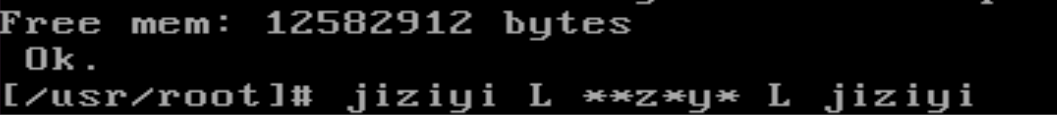 Free mem: 12582912 bytes
 Ok.
[/usr/root]# jiziyi L **z*y* L jiziyi